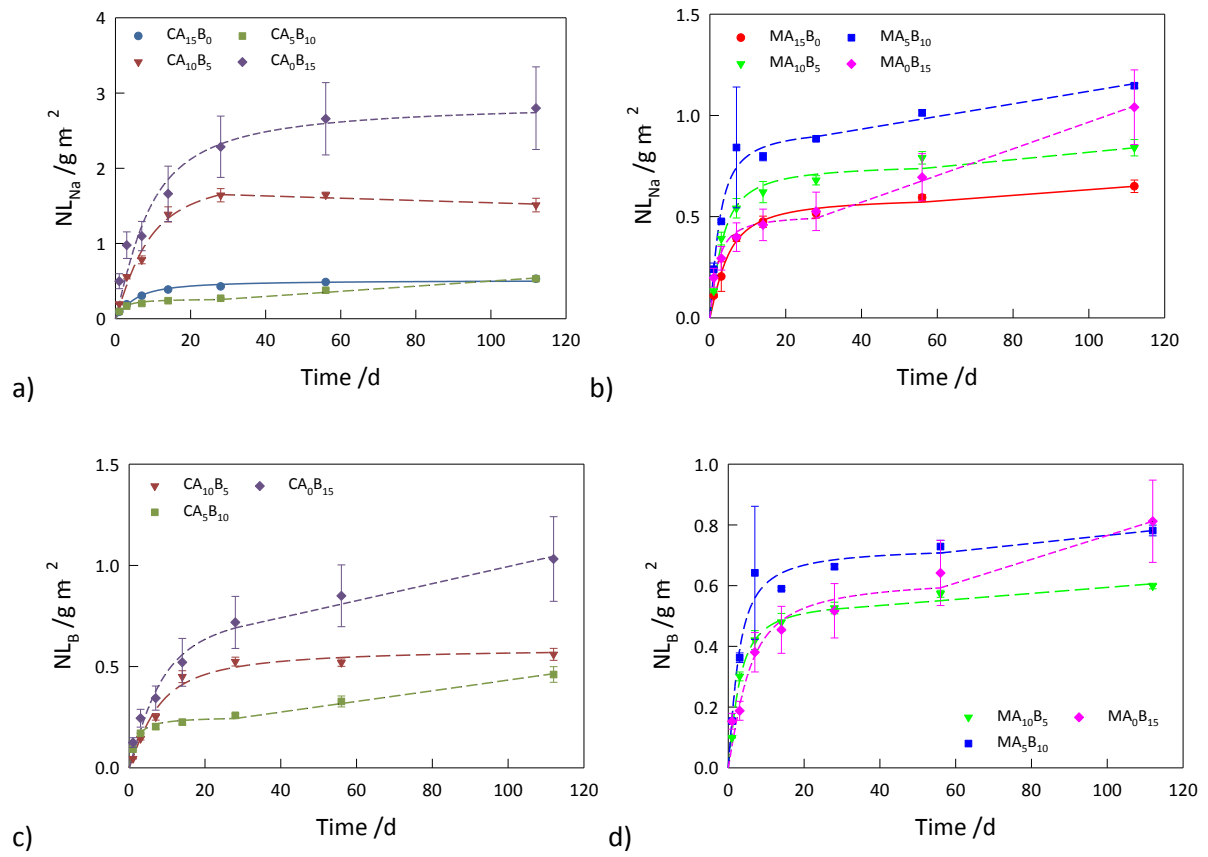 4
3
2
1
0
0 20 40 60 80 100 120
NL_Na /g m ²
Time /d
CA₁₅B₀ CA₅B₁₀
CA₁₀B₅ CA₀B₁₅
a)
1.5
1.0
0.5
0.0
0 20 40 60 80 100 120
NL_Na /g m ²
Time /d
MA₁₅B₀ MA₅B₁₀
MA₁₀B₅ MA₀B₁₅
b)
1.5
1.0
0.5
0.0
0 20 40 60 80 100 120
NL_B /g m ²
Time /d
CA₁₀B₅ CA₀B₁₅
CA₅B₁₀
c)
1.0
0.8
0.6
0.4
0.2
0.0
0 20 40 60 80 100 120
NL_B /g m ²
Time /d
MA₁₀B₅ MA₀B₁₅
MA₅B₁₀
d)